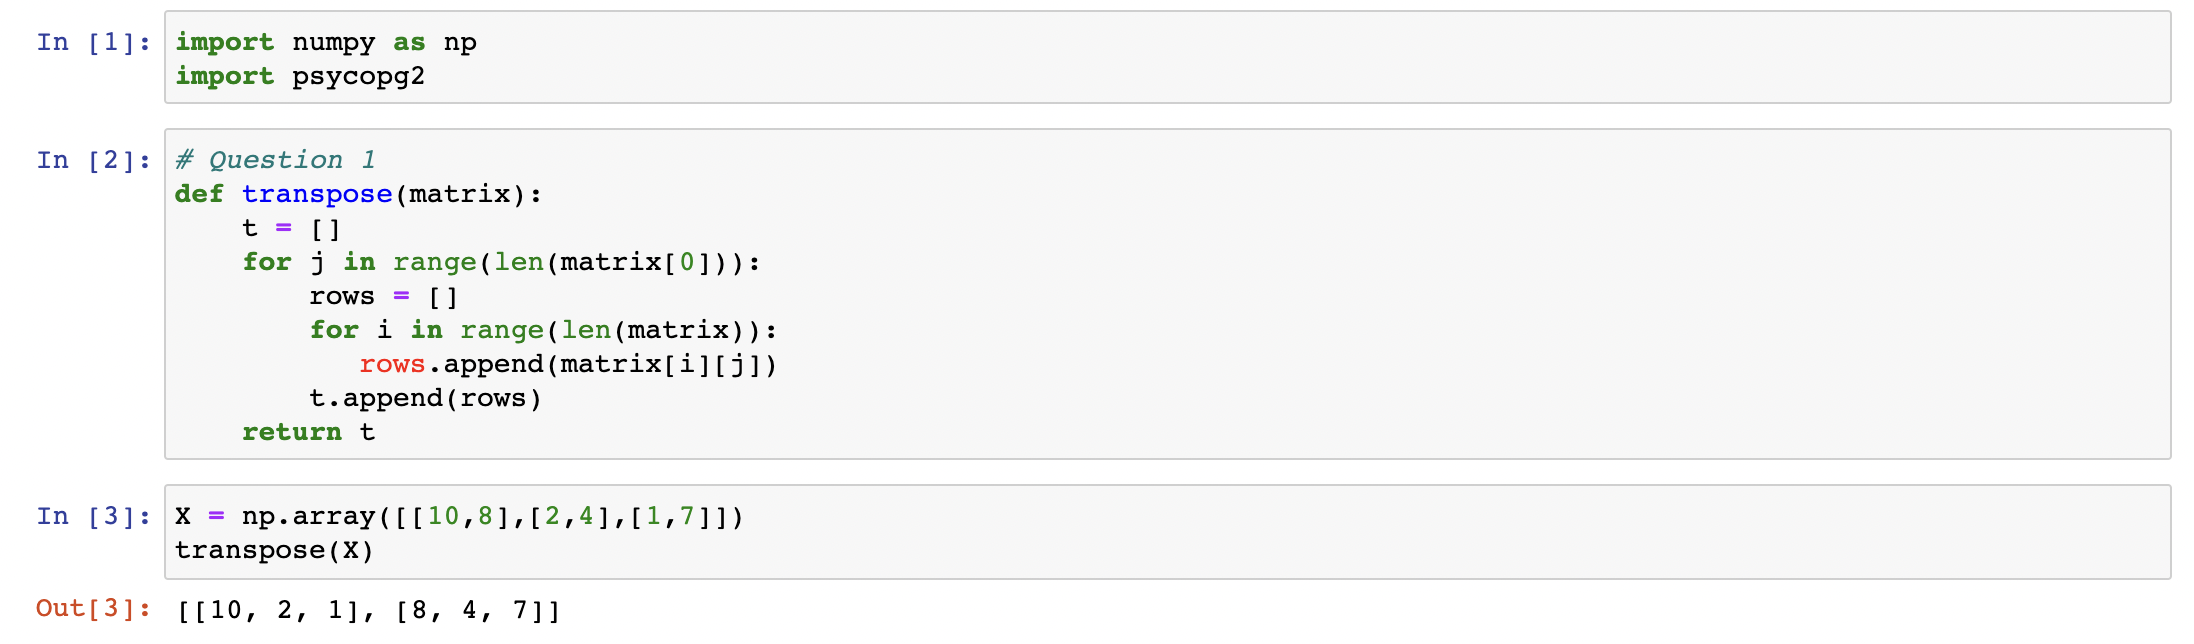 In [1]: import numpy as np
import psycopg2
In [2]: # Question 1
def transpose(matrix):
    t = []
    for j in range(len(matrix[0])):
        rows = []
        for i in range(len(matrix)):
           rows.append(matrix[i][j])
        t.append(rows)
    return t
In [3]: X = np.array([[10,8],[2,4],[1,7]])
transpose(X)
Out[3]: [[10, 2, 1], [8, 4, 7]]